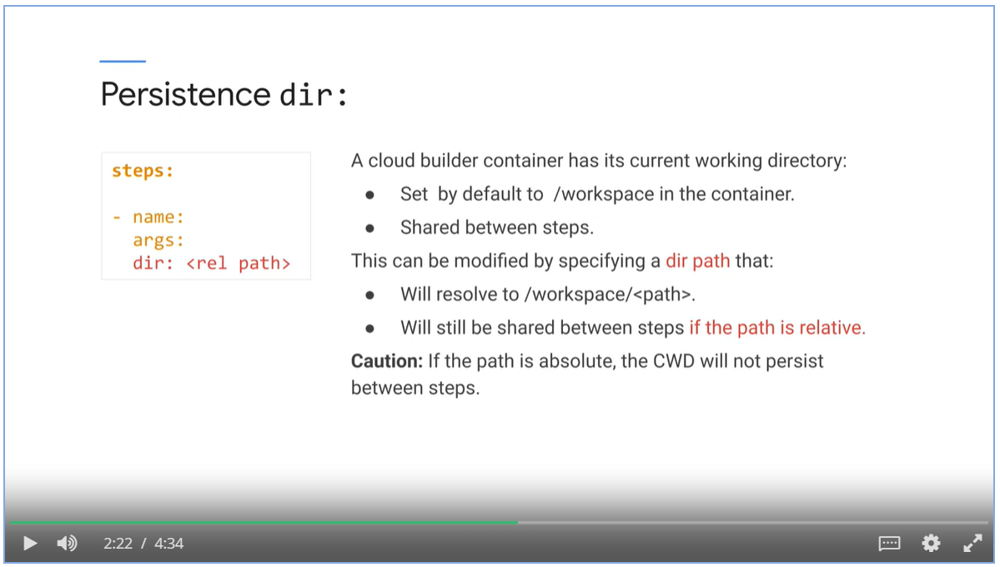 Persistence dir:
steps:
- name:
args:
dir: <rel path>
A cloud builder container has its current working directory:
● Set by default to /workspace in the container.
● Shared between steps.
This can be modified by specifying a dir path that:
● Will resolve to /workspace/<path>.
● Will still be shared between steps if the path is relative.
Caution: If the path is absolute, the CWD will not persist
between steps.
2:22 / 4:34